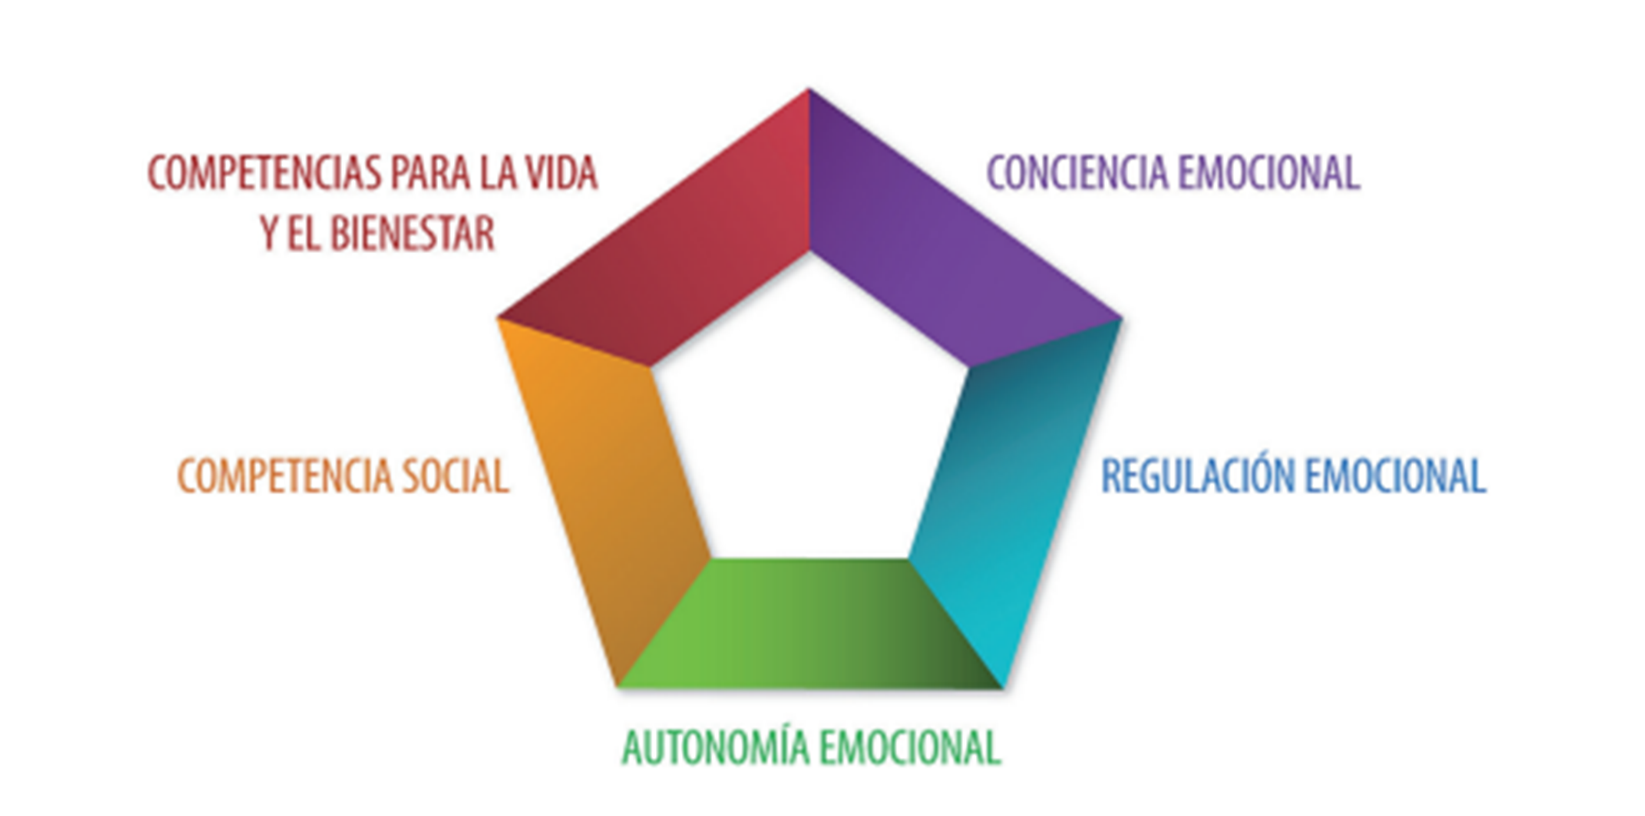 COMPETENCIAS PARA LA VIDA
Y EL BIENESTAR
CONCIENCIA EMOCIONAL
COMPETENCIA SOCIAL
REGULACIÓN EMOCIONAL
AUTONOMÍA EMOCIONAL